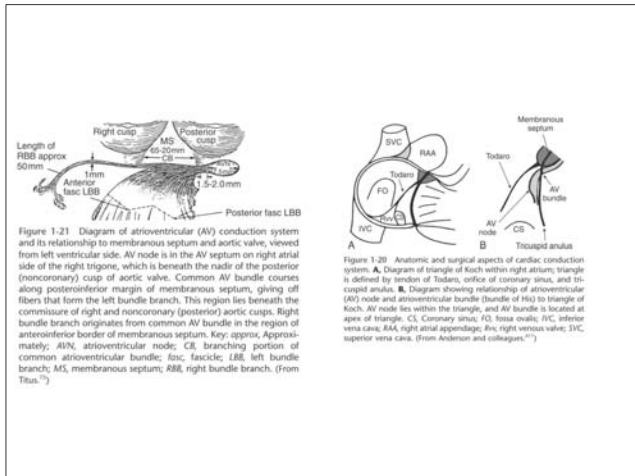 Right cusp
Posterior
cusp
MS
65-20mm
CB
Length of
RBB approx
50mm
1mm
Anterior
fasc LBB
1.5-2.0mm
Posterior fasc LBB
Figure 1-21 Diagram of atrioventricular (AV) conduction system
and its relationship to membranous septum and aortic valve, viewed
from left ventricular side. AV node is in the AV septum on right atrial
side of the right trigone, which is beneath the nadir of the posterior
(noncoronary) cusp of aortic valve. Common AV bundle courses
along posteroinferior margin of membranous septum, giving off
fibers that form the left bundle branch. This region lies beneath the
commissure of right and noncoronary (posterior) aortic cusps. Right
bundle branch originates from common AV bundle in the region of
anteroinferior border of membranous septum. Key: approx, Approxi-
mately; AVN, atrioventricular node; CB, branching portion of
common atrioventricular bundle; fasc, fascicle; LBB, left bundle
branch; MS, membranous septum; RBB, right bundle branch. (From
Titus.
SVC
RAA
Todaro
FO
Rvv
IVC
A
Membranous
septum
Todaro
AV
bundle
AV
node
CS
B
Tricuspid anulus
Figure 1-20 Anatomic and surgical aspects of cardiac conduction
system. A, Diagram of triangle of Koch within right atrium; triangle
is defined by tendon of Todaro, orifice of coronary sinus, and tri-
cuspid anulus. B, Diagram showing relationship of atrioventricular
(AV) node and atrioventricular bundle (bundle of His) to triangle of
Koch. AV node lies within the triangle, and AV bundle is located at
apex of triangle. CS, Coronary sinus; FO, fossa ovalis; IVC, inferior
vena cava; RAA, right atrial appendage; Rvv, right venous valve; SVC,
superior vena cava. (From Anderson and colleagues.